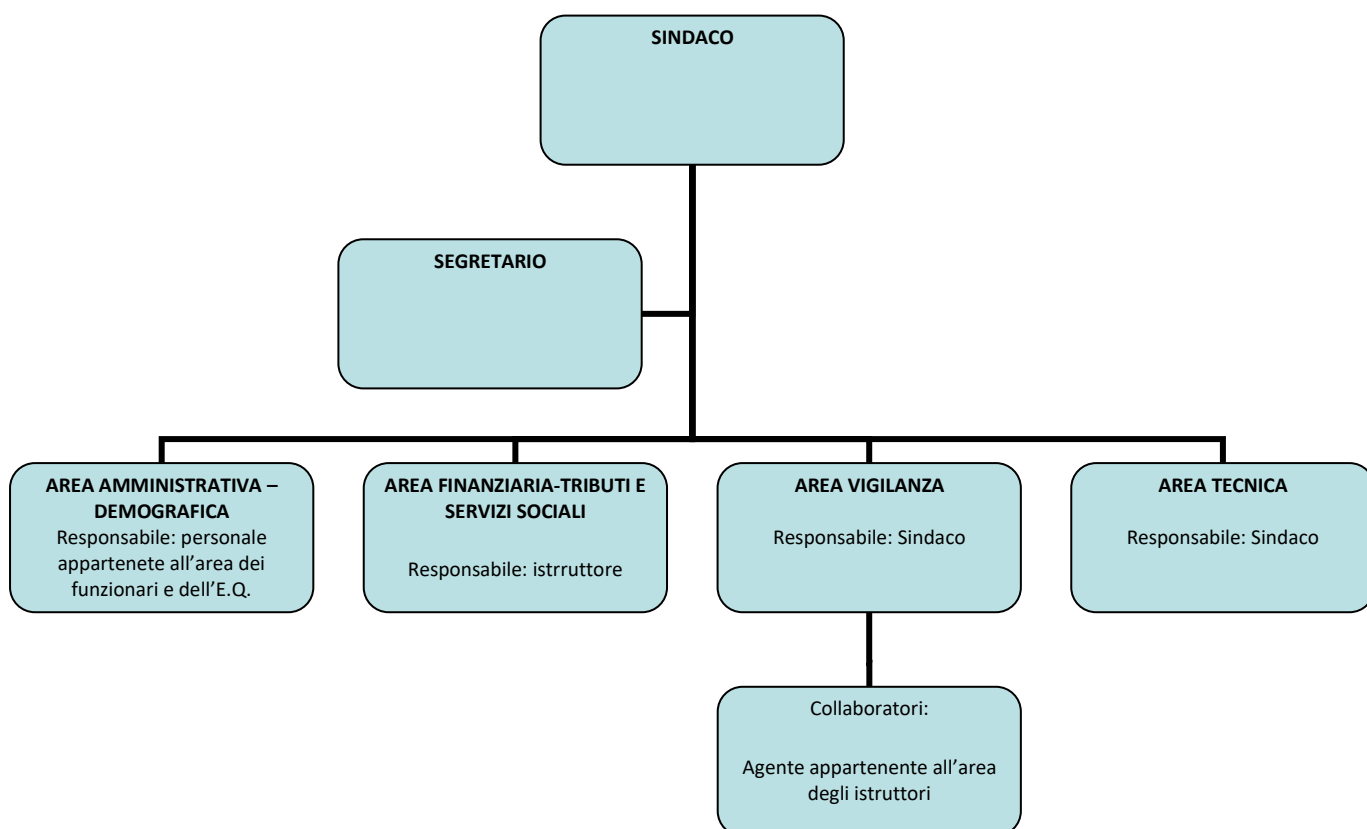 SINDACO
SEGRETARIO
AREA AMMINISTRATIVA –
DEMOGRAFICA
Responsabile: personale
appartenete all’area dei
funzionari e dell’E.Q.
AREA FINANZIARIA-TRIBUTI E
SERVIZI SOCIALI
Responsabile: istrruttore
AREA VIGILANZA
Responsabile: Sindaco
AREA TECNICA
Responsabile: Sindaco
Collaboratori:
Agente appartenente all’area
degli istruttori